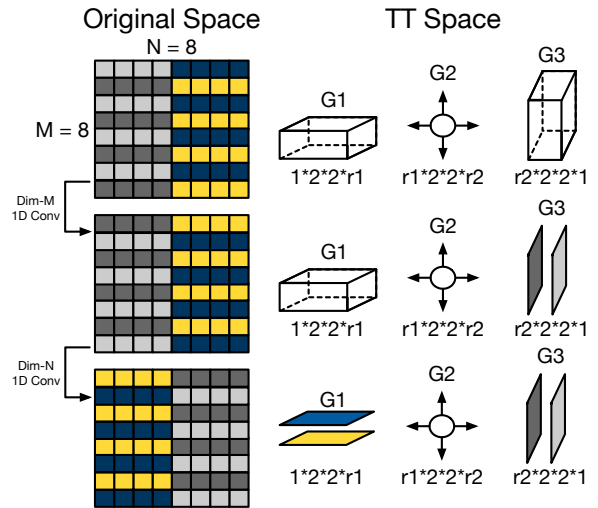 Original Space
TT Space
N = 8
M = 8
G1
G2
G3
1*2*2*r1
r1*2*2*r2
r2*2*2*1
Dim-M
1D Conv
G1
G2
G3
1*2*2*r1
r1*2*2*r2
r2*2*2*1
Dim-N
1D Conv
G1
G2
G3
1*2*2*r1
r1*2*2*r2
r2*2*2*1